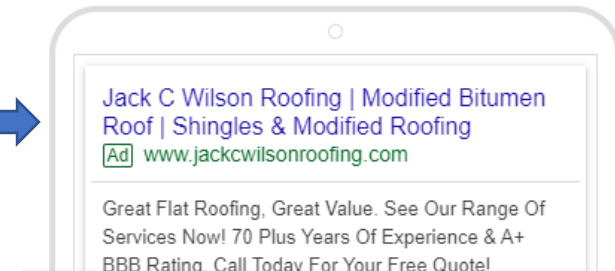 Jack C Wilson Roofing | Modified Bitumen
Roof | Shingles & Modified Roofing
Ad www.jackcwilsonroofing.com
Great Flat Roofing, Great Value. See Our Range Of
Services Now! 70 Plus Years Of Experience & A+
BBB Rating. Call Today For Your Free Quote!